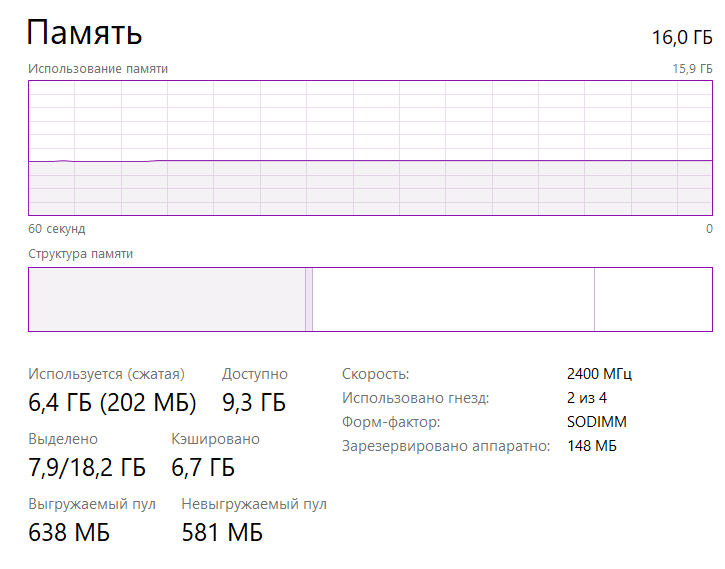 Память 16,0 ГБ
Использование памяти 15,9 ГБ
60 секунд 0
Структура памяти
Используется (сжатая) Доступно
6,4 ГБ (202 МБ) 9,3 ГБ
Выделено Кэшировано
7,9/18,2 ГБ 6,7 ГБ
Выгружаемый пул Невыгружаемый пул
638 МБ 581 МБ
Скорость: 2400 МГц
Использовано гнезд: 2 из 4
Форм-фактор: SODIMM
Зарезервировано аппаратно: 148 МБ